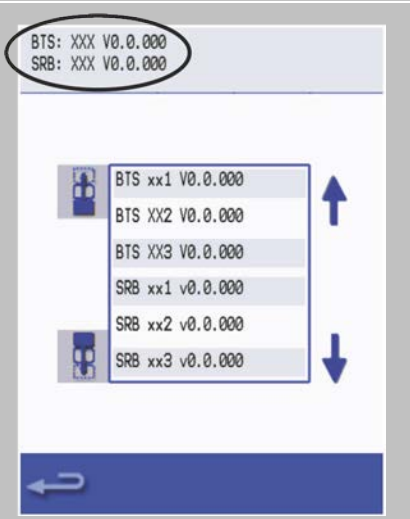 BTS: XXX V0.0.000
SRB: XXX V0.0.000
BTS xx1 V0.0.000
BTS XX2 V0.0.000
BTS XX3 V0.0.000
SRB xx1 v0.0.000
SRB xx2 v0.0.000
SRB xx3 v0.0.000